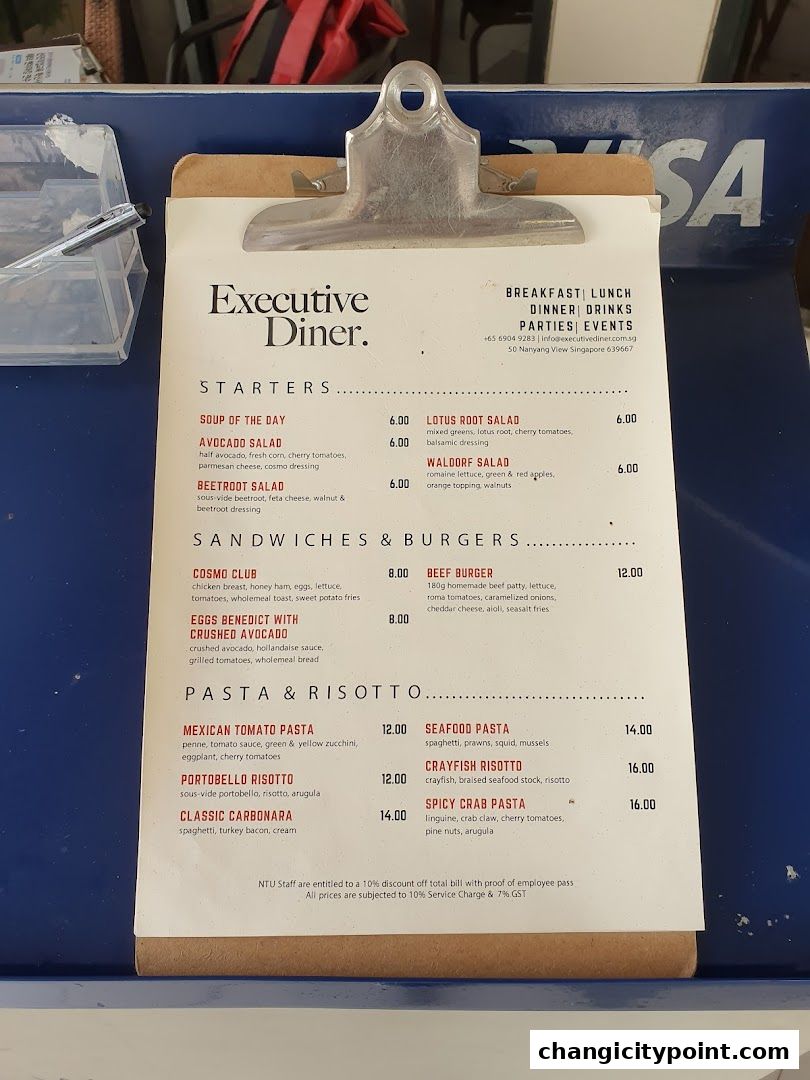 VISA
Executive
Diner.
BREAKFAST| LUNCH
DINNER| DRINKS
PARTIES| EVENTS
+65 6904 9283 | info@executivediner.com.sg
50 Nanyang View Singapore 639667
STARTERS..............................................
SOUP OF THE DAY 6.00
AVOCADO SALAD 6.00
half avocado, fresh corn, cherry tomatoes,
parmesan cheese, cosmo dressing
BEETROOT SALAD 6.00
sous-vide beetroot, feta cheese, walnut &
beetroot dressing
LOTUS ROOT SALAD 6.00
mixed greens, lotus root, cherry tomatoes,
balsamic dressing
WALDORF SALAD 6.00
romaine lettuce, green & red apples,
orange topping, walnuts
SANDWICHES & BURGERS................
COSMO CLUB 8.00
chicken breast, honey ham, eggs, lettuce,
tomatoes, wholemeal toast, sweet potato fries
EGGS BENEDICT WITH 8.00
CRUSHED AVOCADO
crushed avocado, hollandaise sauce,
grilled tomatoes, wholemeal bread
BEEF BURGER 12.00
180g homemade beef patty, lettuce,
roma tomatoes, caramelized onions,
cheddar cheese, aioli, seasalt fries
PASTA & RISOTTO................................
MEXICAN TOMATO PASTA 12.00
penne, tomato sauce, green & yellow zucchini,
eggplant, cherry tomatoes
PORTOBELLO RISOTTO 12.00
sous-vide portobello, risotto, arugula
CLASSIC CARBONARA 14.00
spaghetti, turkey bacon, cream
SEAFOOD PASTA 14.00
spaghetti, prawns, squid, mussels
CRAYFISH RISOTTO 16.00
crayfish, braised seafood stock, risotto
SPICY CRAB PASTA 16.00
linguine, crab claw, cherry tomatoes,
pine nuts, arugula
NTU Staff are entitled to a 10% discount off total bill with proof of employee pass
All prices are subjected to 10% Service Charge & 7% GST
changicitypoint.com